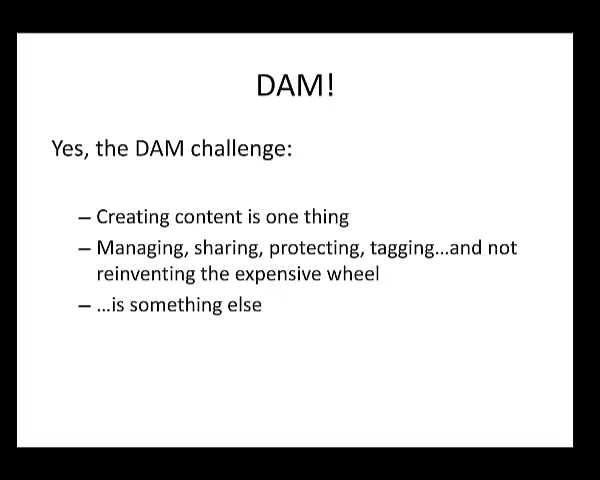 DAM!
Yes, the DAM challenge:
– Creating content is one thing
– Managing, sharing, protecting, tagging…and not
reinventing the expensive wheel
– …is something else